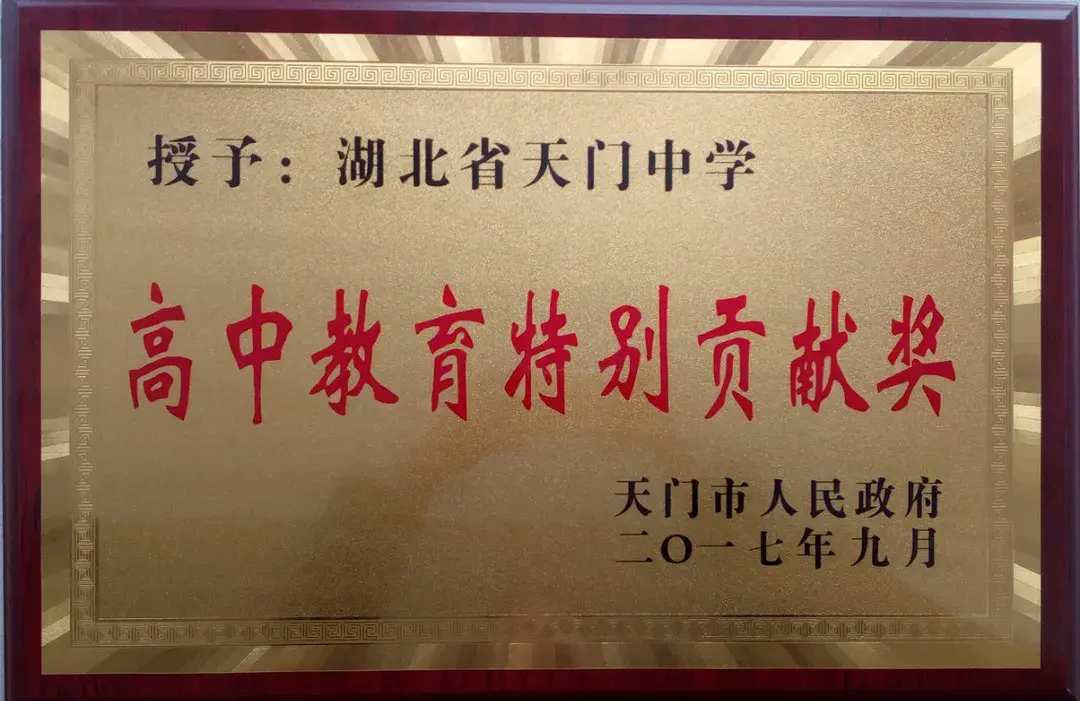 授予：湖北省天门中学
高中教育特别贡献奖
天门市人民政府
二〇一七年九月